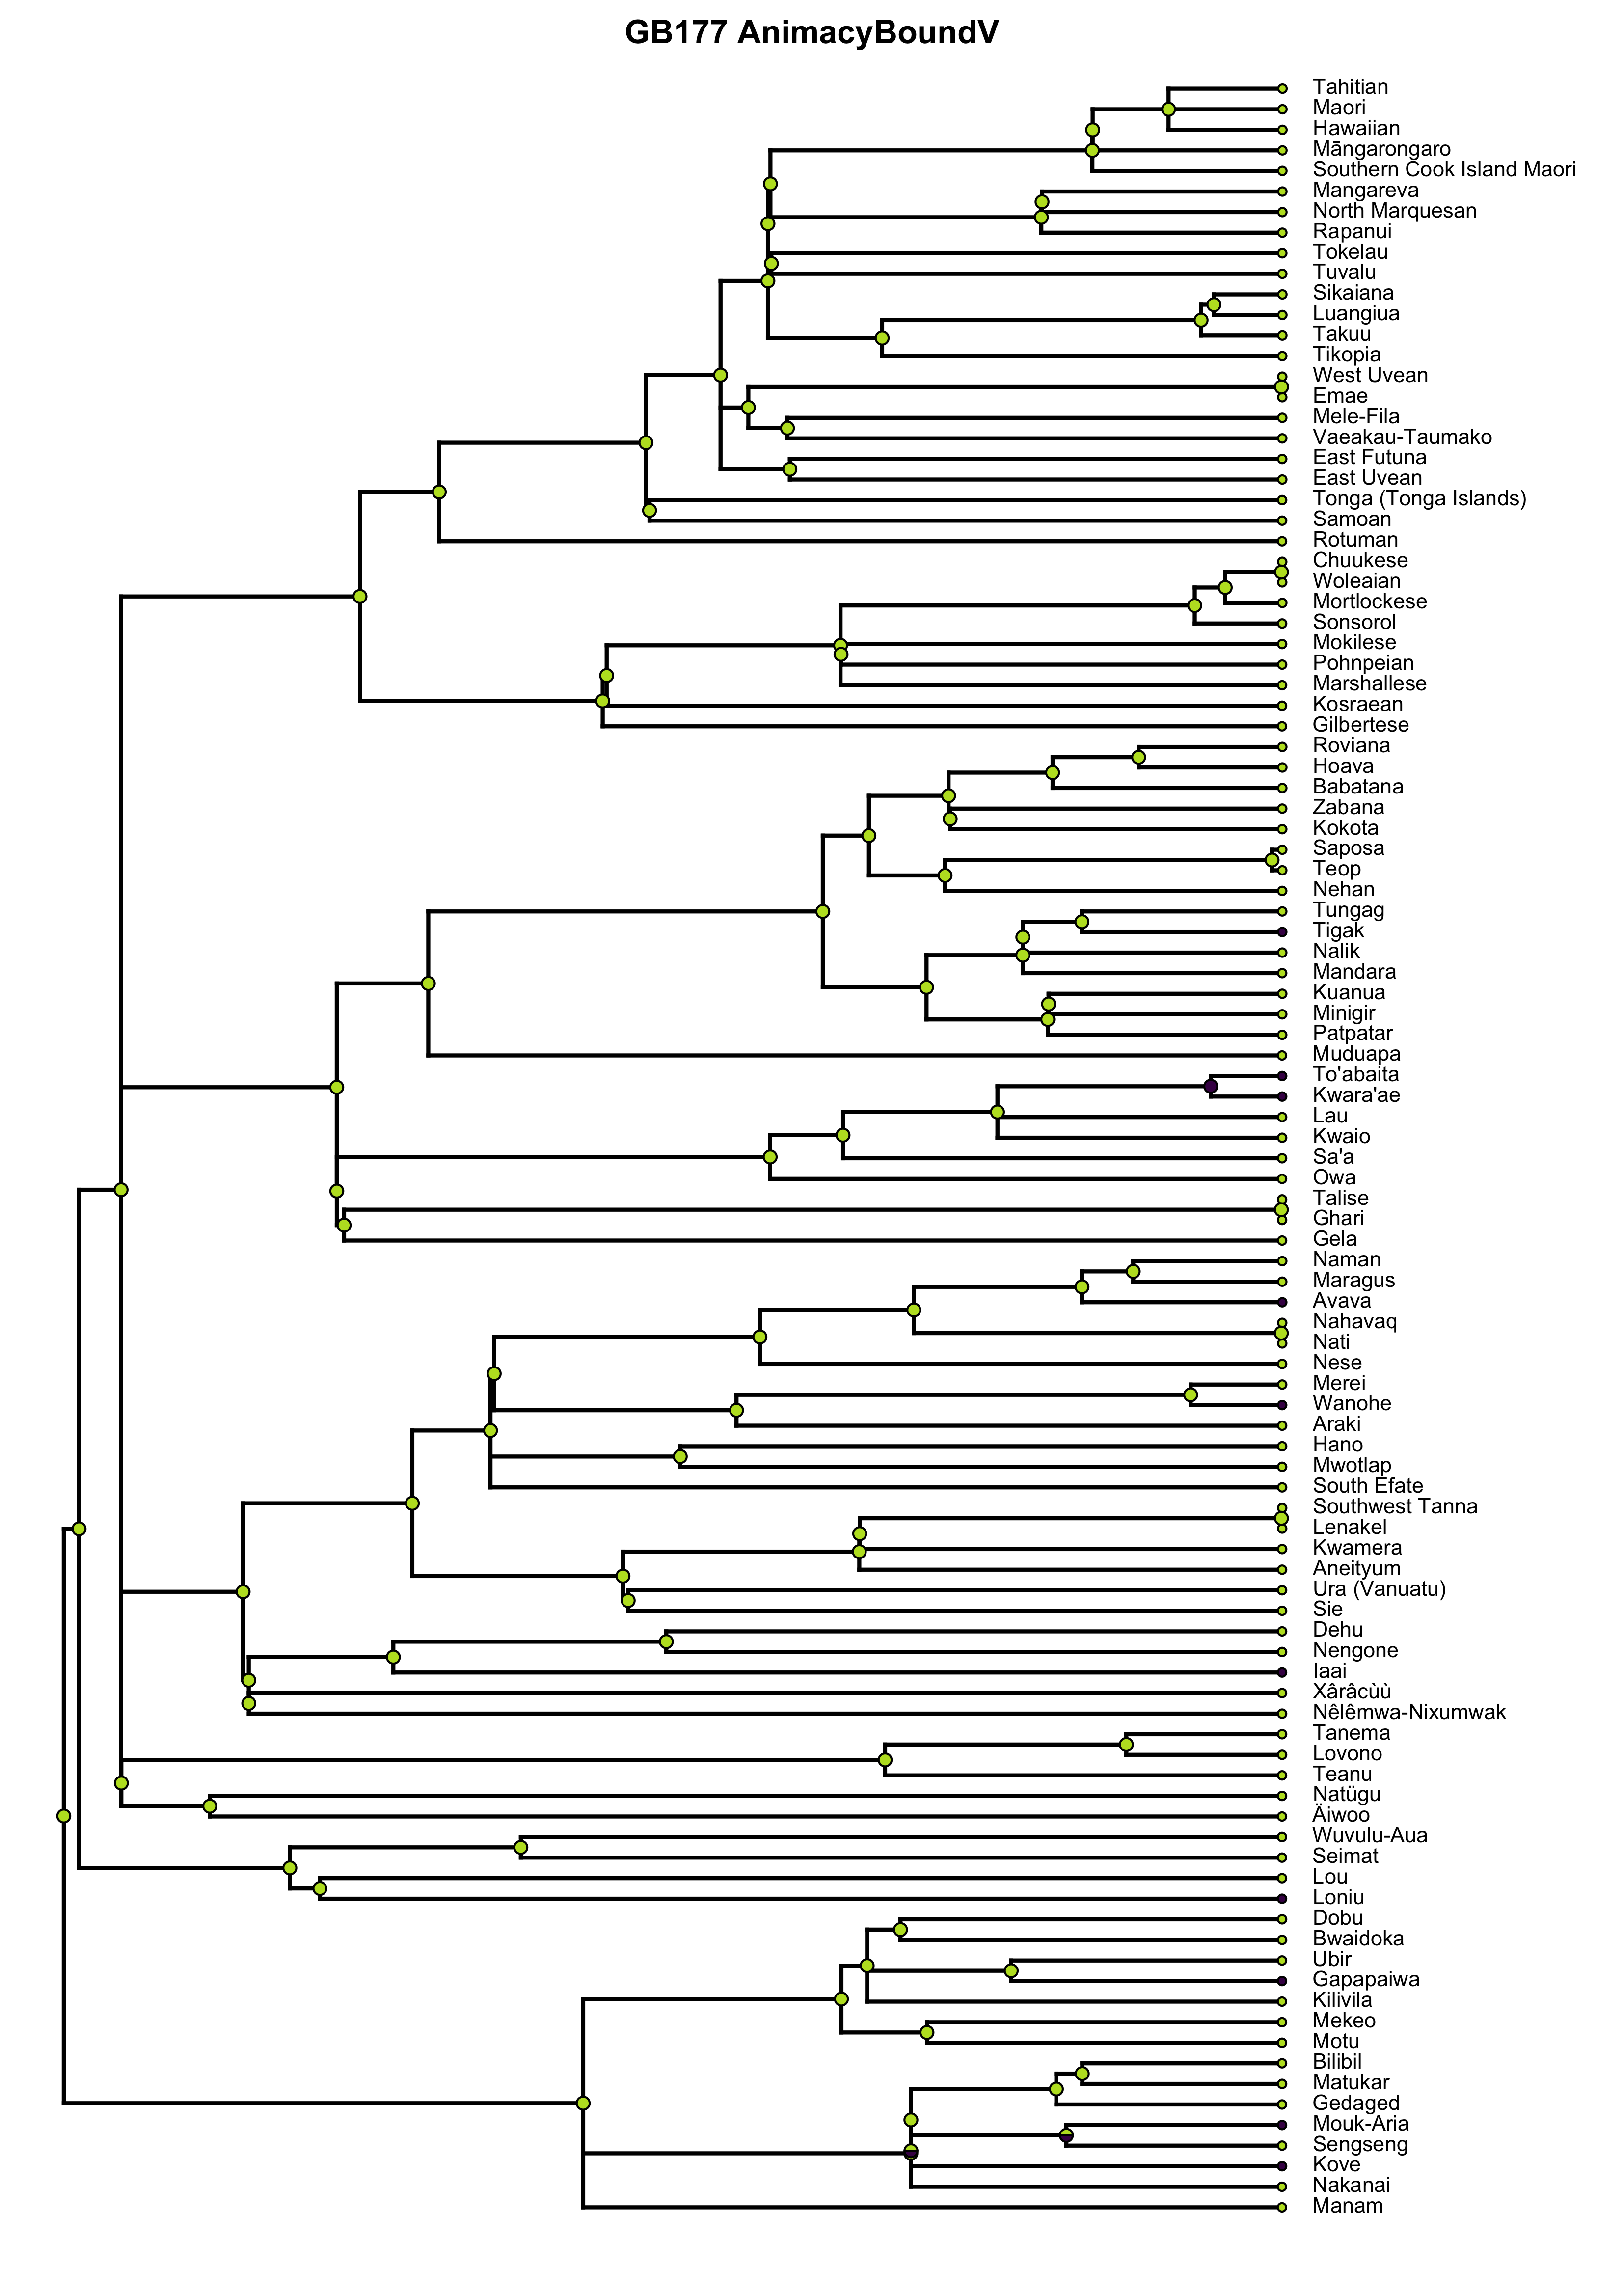 GB177 AnimacyBoundV
Tahitian
Maori
Hawaiian
Māngarongaro
Southern Cook Island Maori
Mangareva
North Marquesan
Rapanui
Tokelau
Tuvalu
Sikaiana
Luangiua
Takuu
Tikopia
West Uvean
Emae
Mele-Fila
Vaeakau-Taumako
East Futuna
East Uvean
Tonga (Tonga Islands)
Samoan
Rotuman
Chuukese
Woleaian
Mortlockese
Sonsorol
Mokilese
Pohnpeian
Marshallese
Kosraean
Gilbertese
Roviana
Hoava
Babatana
Zabana
Kokota
Saposa
Teop
Nehan
Tungag
Tigak
Nalik
Mandara
Kuanua
Minigir
Patpatar
Muduapa
To'abaita
Kwara'ae
Lau
Kwaio
Sa'a
Owa
Talise
Ghari
Gela
Naman
Maragus
Avava
Nahavaq
Nati
Nese
Merei
Wanohe
Araki
Hano
Mwotlap
South Efate
Southwest Tanna
Lenakel
Kwamera
Aneityum
Ura (Vanuatu)
Sie
Dehu
Nengone
Iaai
Xârâcùù
Nêlêmwa-Nixumwak
Tanema
Lovono
Teanu
Natügu
Äiwoo
Wuvulu-Aua
Seimat
Lou
Loniu
Dobu
Bwaidoka
Ubir
Gapapaiwa
Kilivila
Mekeo
Motu
Bilibil
Matukar
Gedaged
Mouk-Aria
Sengseng
Kove
Nakanai
Manam